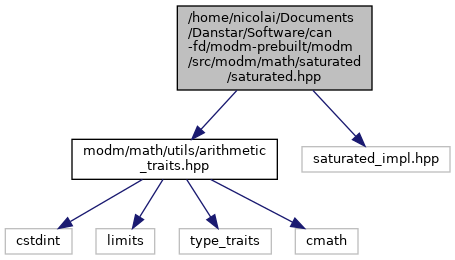 /home/nicolai/Documents
/Danstar/Software/can
-fd/modm-prebuilt/modm
/src/modm/math/saturated
/saturated.hpp
modm/math/utils/arithmetic
_traits.hpp
saturated_impl.hpp
cstdint
limits
type_traits
cmath